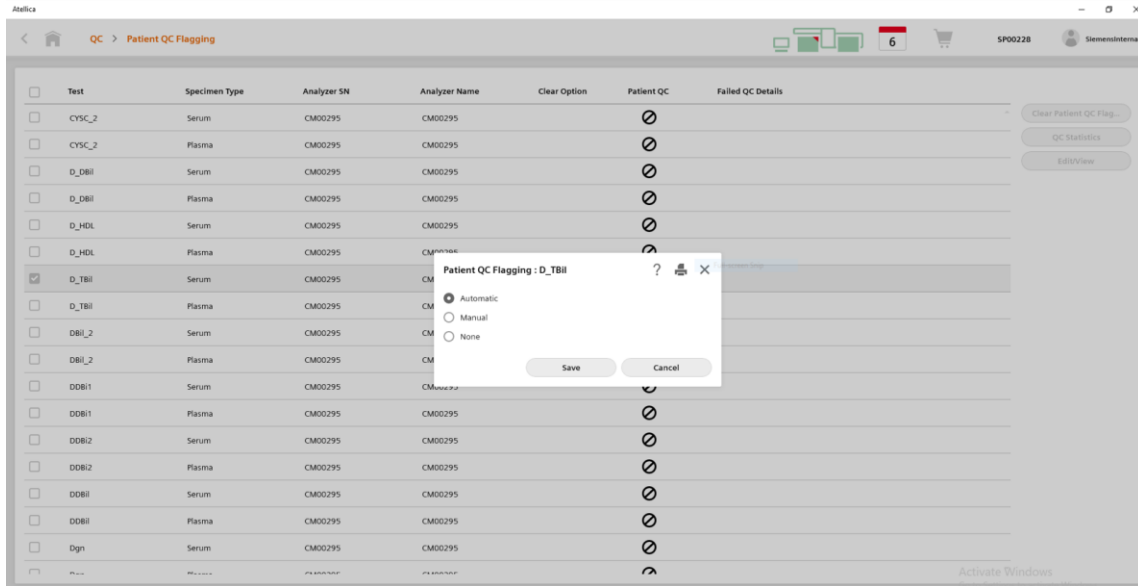 Atellica
QC > Patient QC Flagging
6
SP00228
SiemensInterna
Test Specimen Type Analyzer SN Analyzer Name Clear Option Patient QC Failed QC Details
CYSC_2 Serum CM00295 CM00295
Clear Patient QC Flag...
CYSC_2 Plasma CM00295 CM00295
QC Statistics
Edit/View
D_DBil Serum CM00295 CM00295
D_DBil Plasma CM00295 CM00295
D_HDL Serum CM00295 CM00295
D_HDL Plasma CM00295 CM00295
Patient QC Flagging : D_TBil ?
D_TBil Serum CM00295 CM
Automatic
D_TBil Plasma CM00295 CM
Manual
DBil_2 Serum CM00295
None
DBil_2 Plasma CM00295 CM
Save Cancel
DDBi1 Serum CM00295 CM00295
DDBi1 Plasma CM00295 CM00295
DDBi2 Serum CM00295 CM00295
DDBi2 Plasma CM00295 CM00295
DDBil Serum CM00295 CM00295
DDBil Plasma CM00295 CM00295
Dgn Serum CM00295 CM00295
Activate Windows